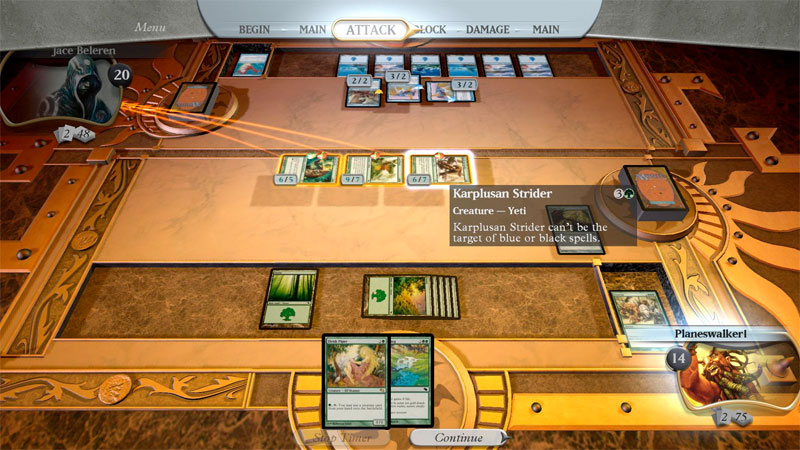 Menu
BEGIN
MAIN
ATTACK
BLOCK
DAMAGE
MAIN
Jace Beleren
20
2 48
2/2
3/2
3/2
6/5
9/7
6/7
Karplusan Strider 3
Creature — Yeti
Karplusan Strider can't be the
target of blue or black spells.
Planeswalker1
14
2 75
Stop Timer
Continue